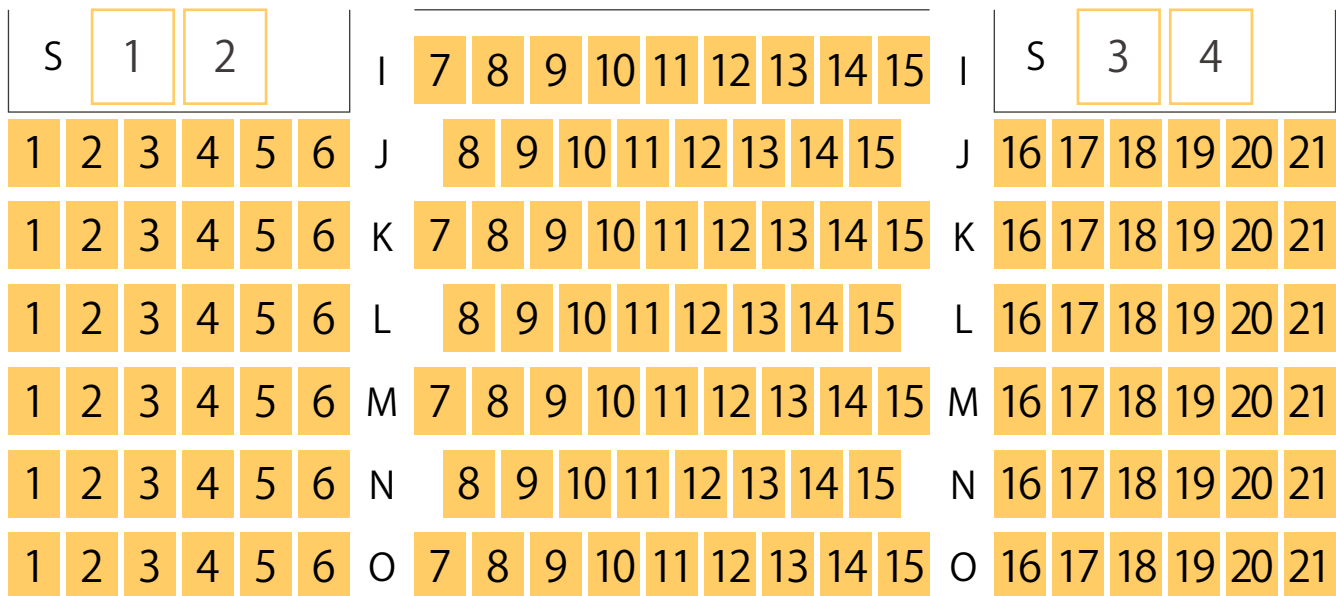 S 1 2 I 7 8 9 10 11 12 13 14 15 I S 3 4
1 2 3 4 5 6 J 8 9 10 11 12 13 14 15 J 16 17 18 19 20 21
1 2 3 4 5 6 K 7 8 9 10 11 12 13 14 15 K 16 17 18 19 20 21
1 2 3 4 5 6 L 8 9 10 11 12 13 14 15 L 16 17 18 19 20 21
1 2 3 4 5 6 M 7 8 9 10 11 12 13 14 15 M 16 17 18 19 20 21
1 2 3 4 5 6 N 8 9 10 11 12 13 14 15 N 16 17 18 19 20 21
1 2 3 4 5 6 O 7 8 9 10 11 12 13 14 15 O 16 17 18 19 20 21